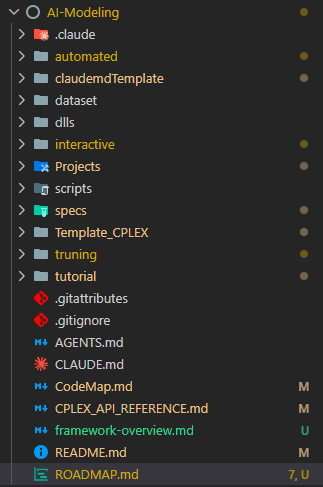 AI-Modeling
.claude
automated
claudemdTemplate
dataset
dlls
interactive
Projects
scripts
specs
Template_CPLEX
truning
tutorial
.gitattributes
.gitignore
AGENTS.md
CLAUDE.md
CodeMap.md M
CPLEX_API_REFERENCE.md M
framework-overview.md U
README.md M
ROADMAP.md 7, U